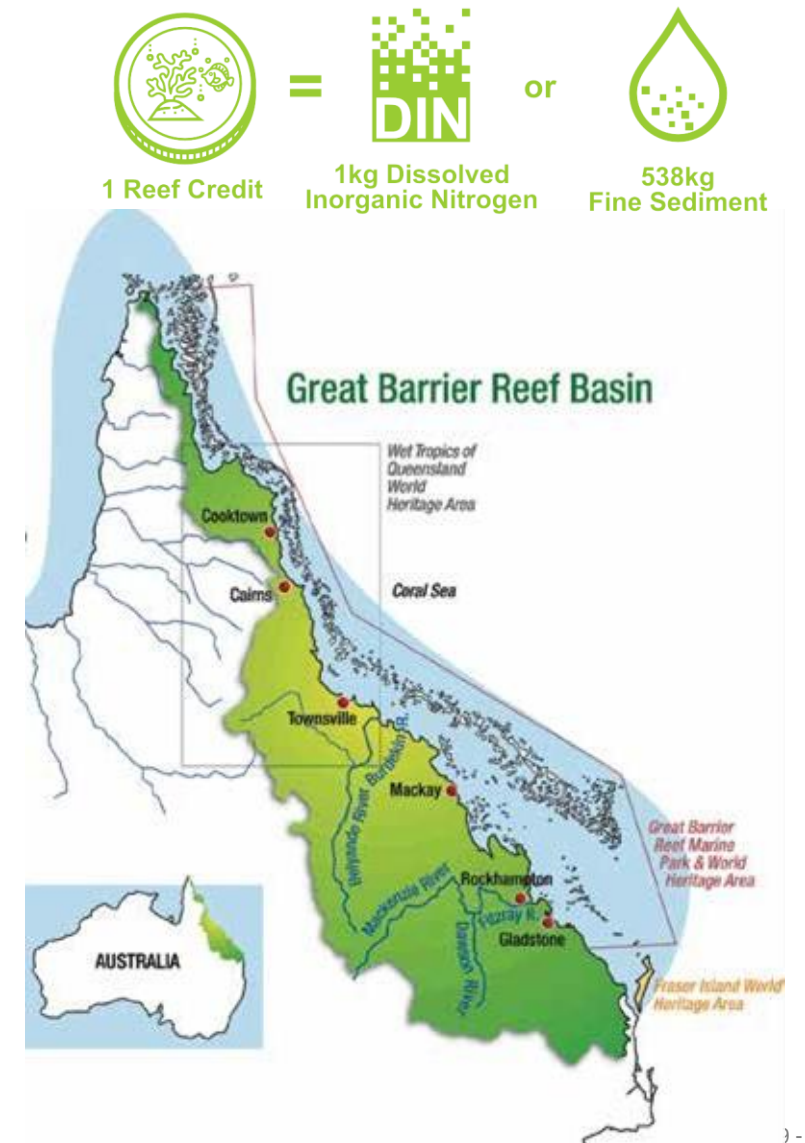 =
DIN
or
1 Reef Credit
1kg Dissolved
Inorganic Nitrogen
538kg
Fine Sediment
Great Barrier Reef Basin
Wet Tropics of
Queensland
World
Heritage Area
Cooktown
Cairns
Coral Sea
Townsville
Burdekin R.
Belyando River
Mackay
Great Barrier
Reef Marine
Park & World
Heritage Area
Rockhampton
Mackenzie River
Fitzray R.
Gladstone
Dawson River
AUSTRALIA
Fraser Island World
Heritage Area
9 -